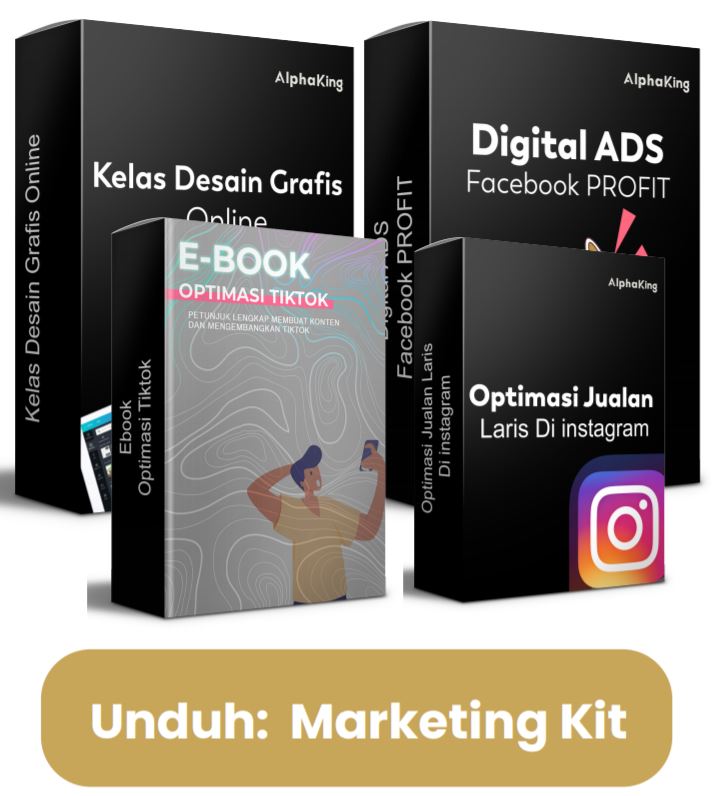 AlphaKing
Kelas Desain Grafis
Online
Kelas Desain Grafis Online
AlphaKing
Digital ADS
Facebook PROFIT
Digital ADS
Facebook PROFIT
E-BOOK
OPTIMASI TIKTOK
PETUNJUK LENGKAP MEMBUAT KONTEN
DAN MENGEMBANGKAN TIKTOK
Ebook
Optimasi Tiktok
AlphaKing
Optimasi Jualan
Laris Di instagram
Optimasi Jualan Laris
Di instagram
Unduh: Marketing Kit